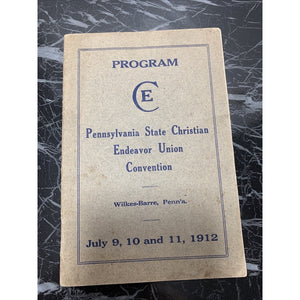 PROGRAM
CE
Pennsylvania State Christian
Endeavor Union
Convention
Wilkes-Barre, Penn'a.
July 9, 10 and 11, 1912